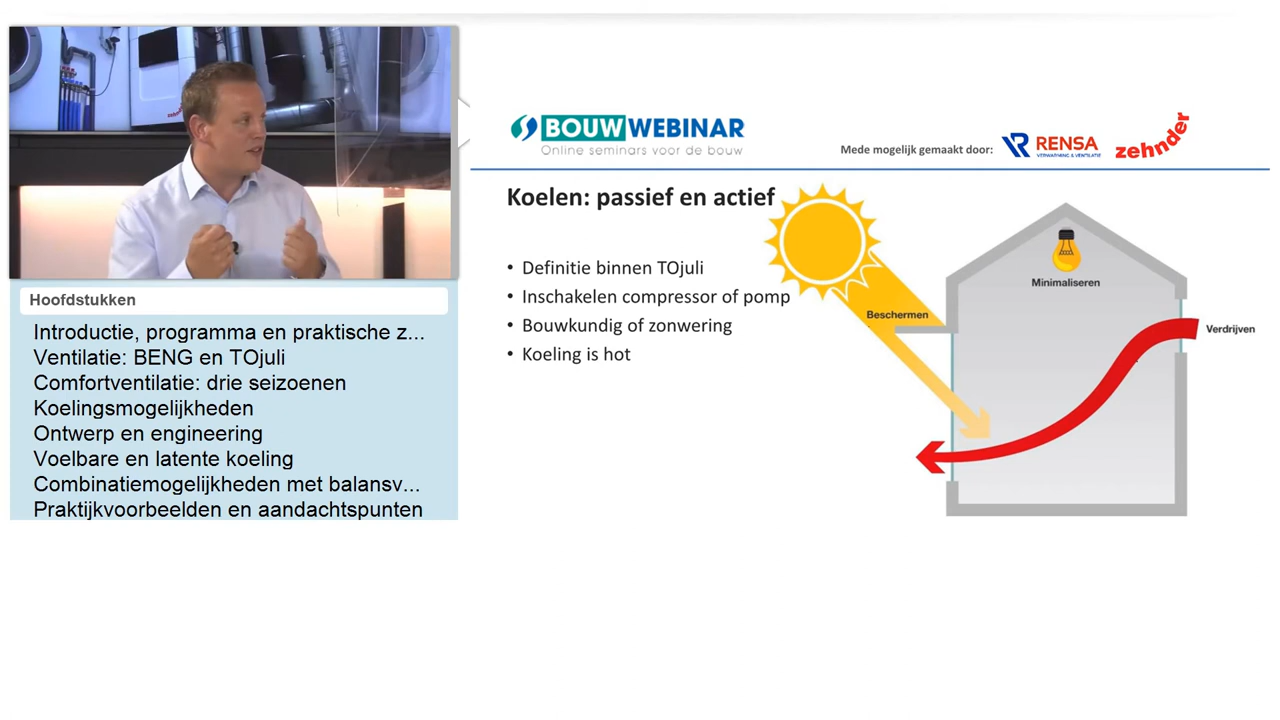 BOUWWEBINAR
Online seminars voor de bouw
Mede mogelijk gemaakt door:
RENSA
VERWARMING & VENTILATIE
zehnder
Koelen: passief en actief
• Definitie binnen TOjuli
• Inschakelen compressor of pomp
• Bouwkundig of zonwering
• Koeling is hot
Minimaliseren
Beschermen
Verdrijven
Hoofdstukken
Introductie, programma en praktische z...
Ventilatie: BENG en TOjuli
Comfortventilatie: drie seizoenen
Koelingsmogelijkheden
Ontwerp en engineering
Voelbare en latente koeling
Combinatiemogelijkheden met balansv...
Praktijkvoorbeelden en aandachtspunten